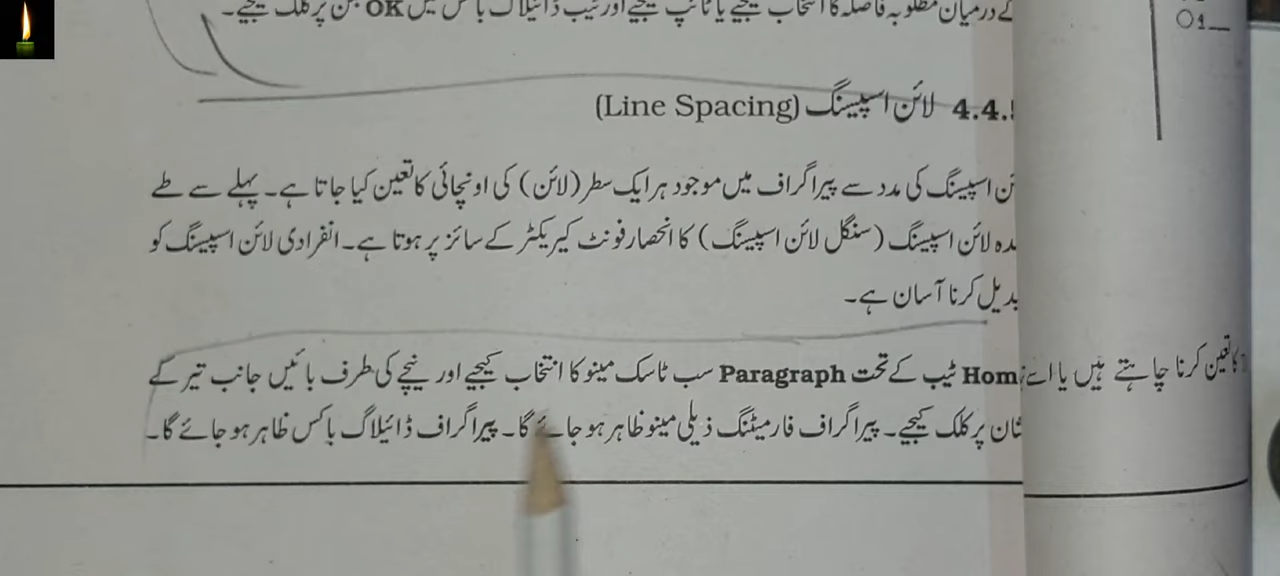 کے درمیان مطلوبہ فاصلہ کا انتخاب کیجیے یا ٹائپ کیجیے اور ٹیب ڈائیلاگ باکس میں OK بٹن پر کلک کیجیے۔
4.4. لائن اسپیسنگ (Line Spacing)
ئن اسپیسنگ کی مدد سے پیراگراف میں موجود ہر ایک سطر (لائن) کی اونچائی کا تعین کیا جاتا ہے۔ پہلے سے طے
دہ لائن اسپیسنگ (سنگل لائن اسپیسنگ) کا انحصار فونٹ کیریکٹر کے سائز پر ہوتا ہے۔ انفرادی لائن اسپیسنگ کو
بدیل کرنا آسان ہے۔
Hom ٹیب کے تحت Paragraph سب ٹاسک مینو کا انتخاب کیجیے اور نیچے کی طرف بائیں جانب تیر کے
شان پر کلک کیجیے۔ پیراگراف فارمیٹنگ ذیلی مینو ظاہر ہو جائے گا۔ پیراگراف ڈائیلاگ باکس ظاہر ہو جائے گا۔
1
کا تعین کرنا چاہتے ہیں یا اسے